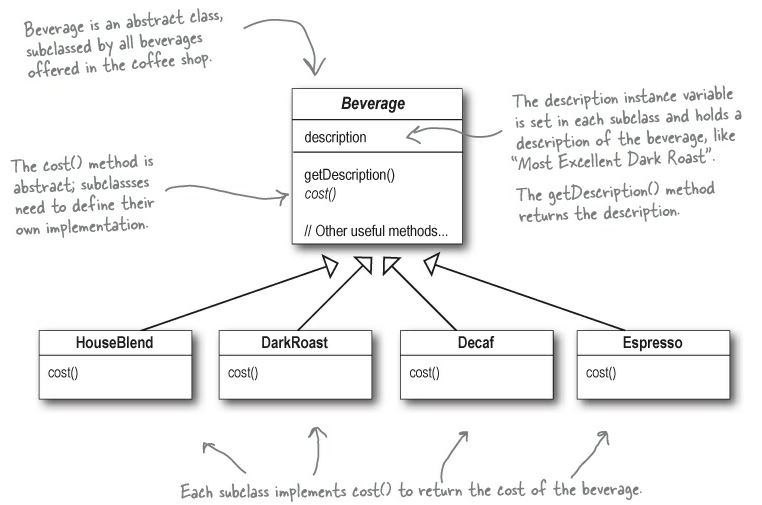 Beverage is an abstract class,
subclassed by all beverages
offered in the coffee shop.
Beverage
description
getDescription()
cost()
// Other useful methods...
The description instance variable
is set in each subclass and holds a
description of the beverage, like
“Most Excellent Dark Roast”.
The getDescription() method
returns the description.
The cost() method is
abstract; subclassses
need to define their
own implementation.
HouseBlend
cost()
DarkRoast
cost()
Decaf
cost()
Espresso
cost()
Each subclass implements cost() to return the cost of the beverage.